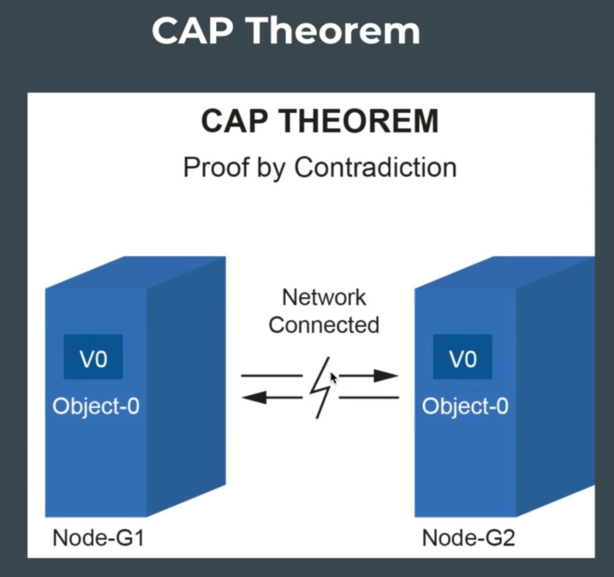 CAP Theorem
CAP THEOREM
Proof by Contradiction
Network
Connected
V0
Object-0
V0
Object-0
Node-G1
Node-G2